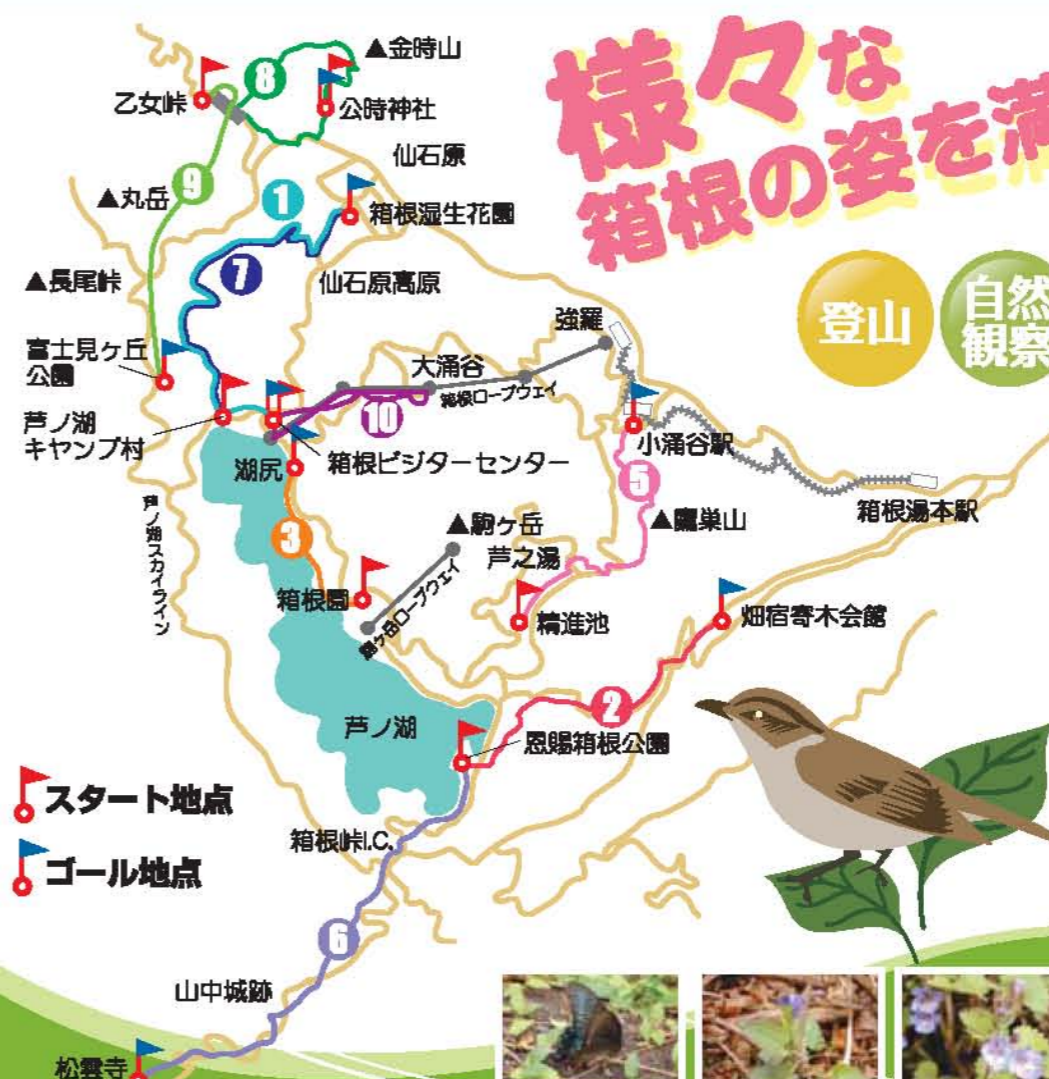 様々な
箱根の姿を満
登山
自然
観察
▲金時山
8
乙女峠
公時神社
仙石原
9
▲丸岳
1
箱根湿生花園
7
▲長尾峠
仙石原高原
強羅
富士見ヶ丘
公園
大涌谷
箱根ロープウェイ
10
芦ノ湖
キャンプ村
小涌谷駅
湖尻
箱根ビジターセンター
5
箱根湯本駅
芦ノ湖スカイライン
3
▲駒ヶ岳
▲鷹巣山
芦之湯
箱根園
駒ヶ岳ロープウェイ
精進池
畑宿寄木会館
2
芦ノ湖
恩賜箱根公園
スタート地点
箱根峠I.C.
ゴール地点
6
山中城跡
松雲寺